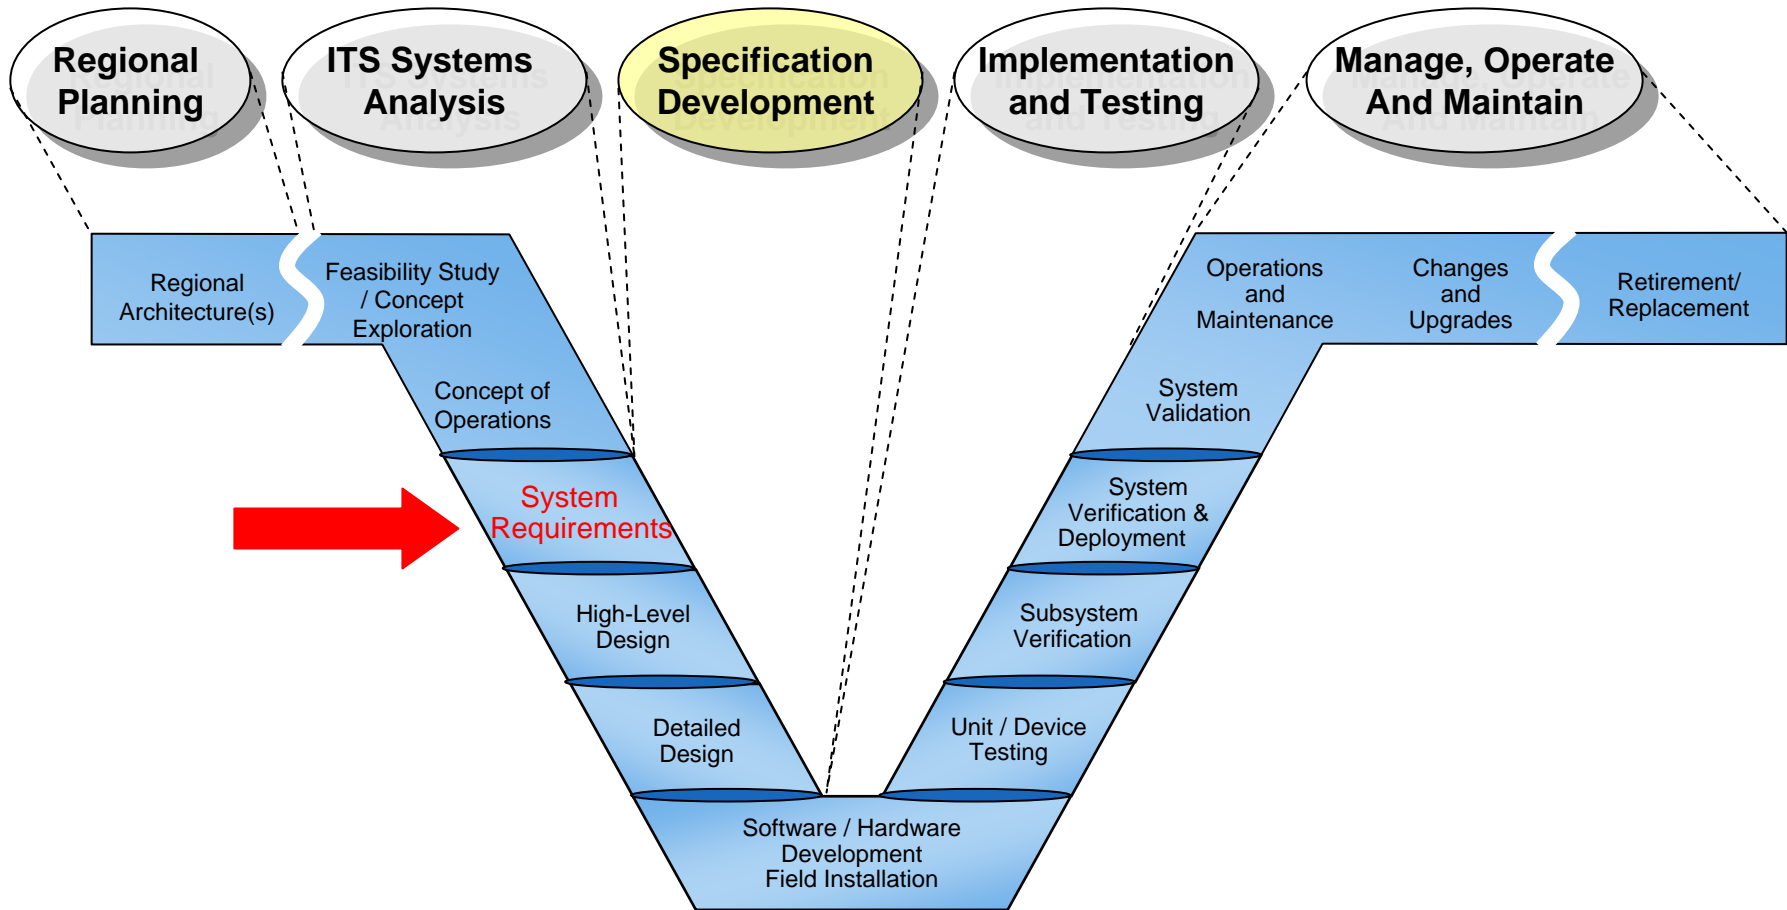 Regional
Planning
ITS Systems
Analysis
Specification
Development
Implementation
and Testing
Manage, Operate
And Maintain
Regional
Architecture(s)
Feasibility Study
/ Concept
Exploration
Concept of
Operations
System
Requirements
High-Level
Design
Detailed
Design
Software / Hardware
Development
Field Installation
Unit / Device
Testing
Subsystem
Verification
System
Verification &
Deployment
System
Validation
Operations
and
Maintenance
Changes
and
Upgrades
Retirement/
Replacement